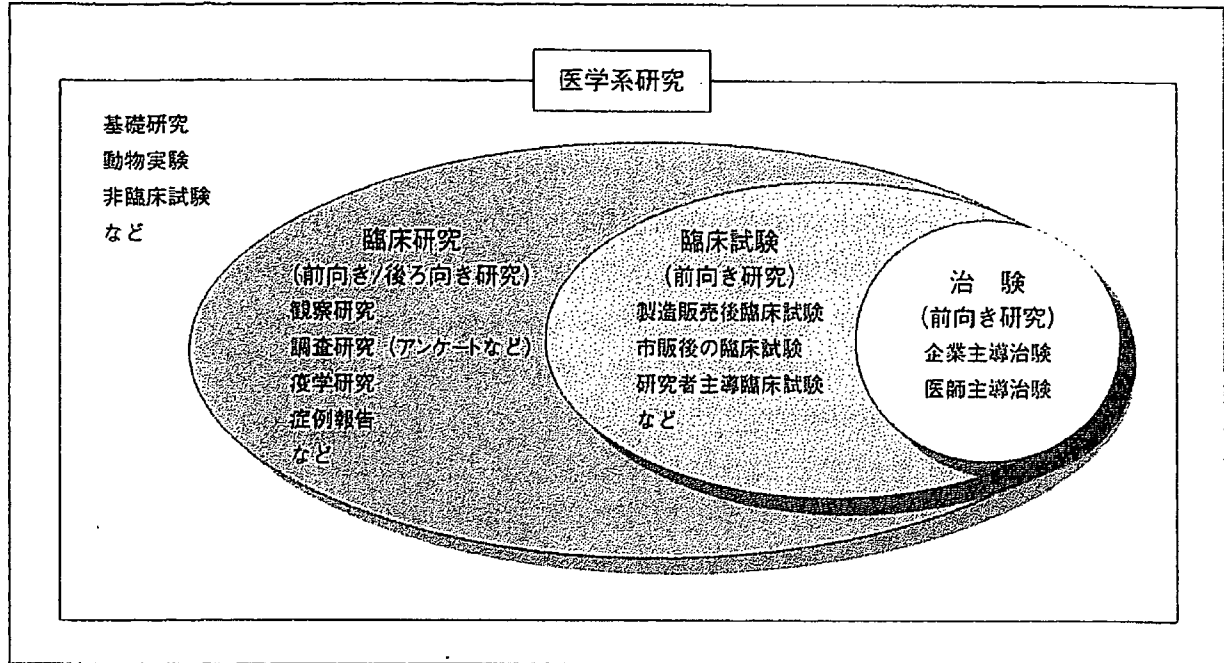 医学系研究
基礎研究
動物実験
非臨床試験
など
臨床研究
(前向き/後ろ向き研究)
観察研究
調査研究 (アンケートなど)
疫学研究
症例報告
など
臨床試験
(前向き研究)
製造販売後臨床試験
市販後の臨床試験
研究者主導臨床試験
など
治 験
(前向き研究)
企業主導治験
医師主導治験